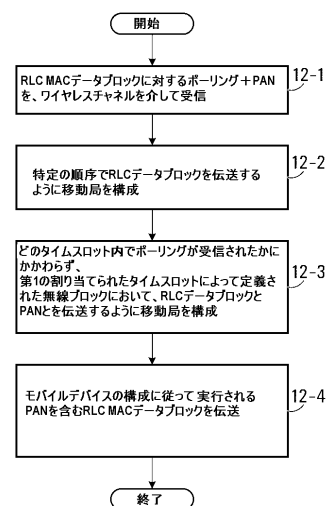 開始
RLC MACデータブロックに対するポーリング+PAN
を、ワイヤレスチャネルを介して受信
12-1
特定の順序でRLCデータブロックを伝送する
ように移動局を構成
12-2
どのタイムスロット内でポーリングが受信されたかに
かかわらず、
第1の割り当てられたタイムスロットによって定義
された無線ブロックにおいて、RLCデータブロックと
PANとを伝送するように移動局を構成
12-3
モバイルデバイスの構成に従って実行される
PANを含むRLC MACデータブロックを伝送
12-4
終了